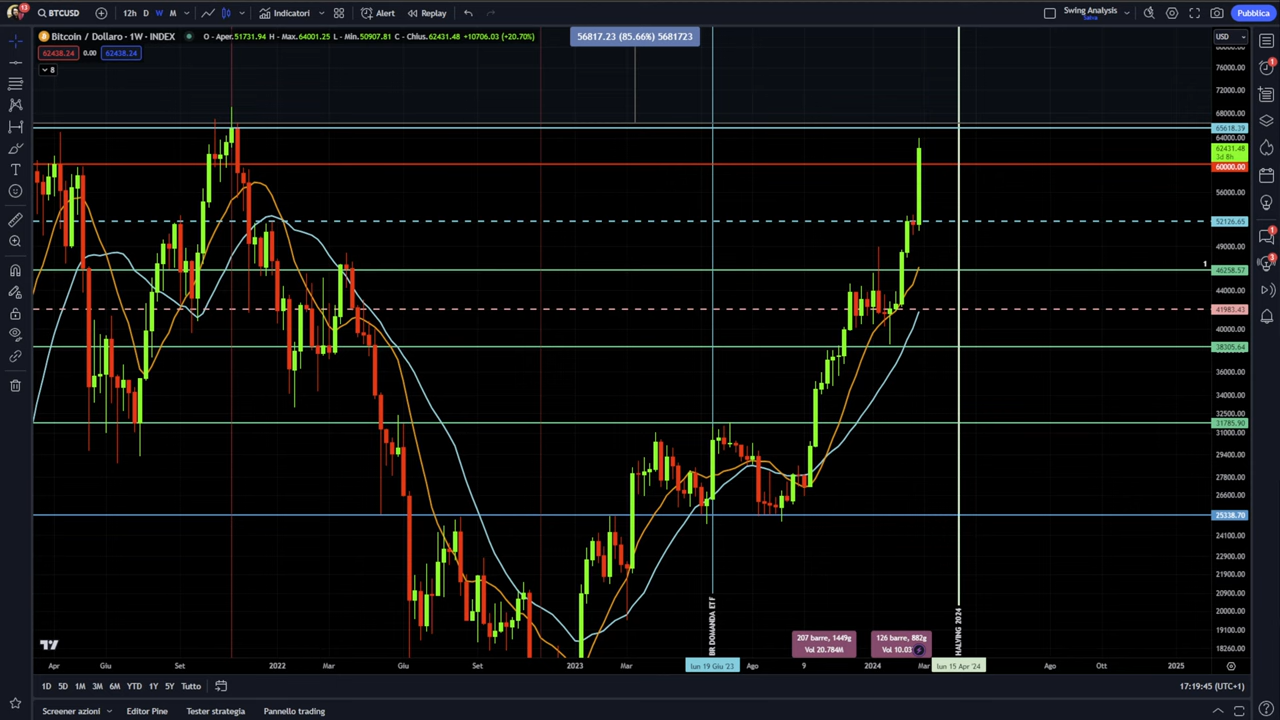 12
BTCUSD
12h D W M
Indicatori
Alert
Replay
Swing Analysis
Salva
Pubblica
Bitcoin / Dollaro · 1W · INDEX
O - Aper.51731.94 H - Max.64001.25 L - Min.50907.81 C - Chius.62431.48 +10706.03 (+20.70%)
62438.24 0.00 62438.24
8
56817.23 (85.66%) 5681723
USD
76000.00
72000.00
68000.00
65618.39
64000.00
62431.48
3d 8h
60000.00
56000.00
52126.65
49000.00
1
46258.57
44000.00
41983.43
40000.00
38305.64
36000.00
34000.00
32500.00
31785.90
31000.00
29400.00
27800.00
26600.00
25338.70
24100.00
22900.00
21900.00
20900.00
20000.00
19100.00
18260.00
BR DOMANDA ETF
HALVING 2024
207 barre, 1449g
Vol 20.784M
126 barre, 882g
Vol 10.03
Apr Giu Set 2022 Mar Giu Set 2023 Mar lun 19 Giu '23 Ago 9 2024 Mar lun 15 Apr '24 Ago Ott 2025
1D 5D 1M 3M 6M YTD 1Y 5Y Tutto
17:19:45 (UTC+1)
Screener azioni Editor Pine Tester strategia Pannello trading